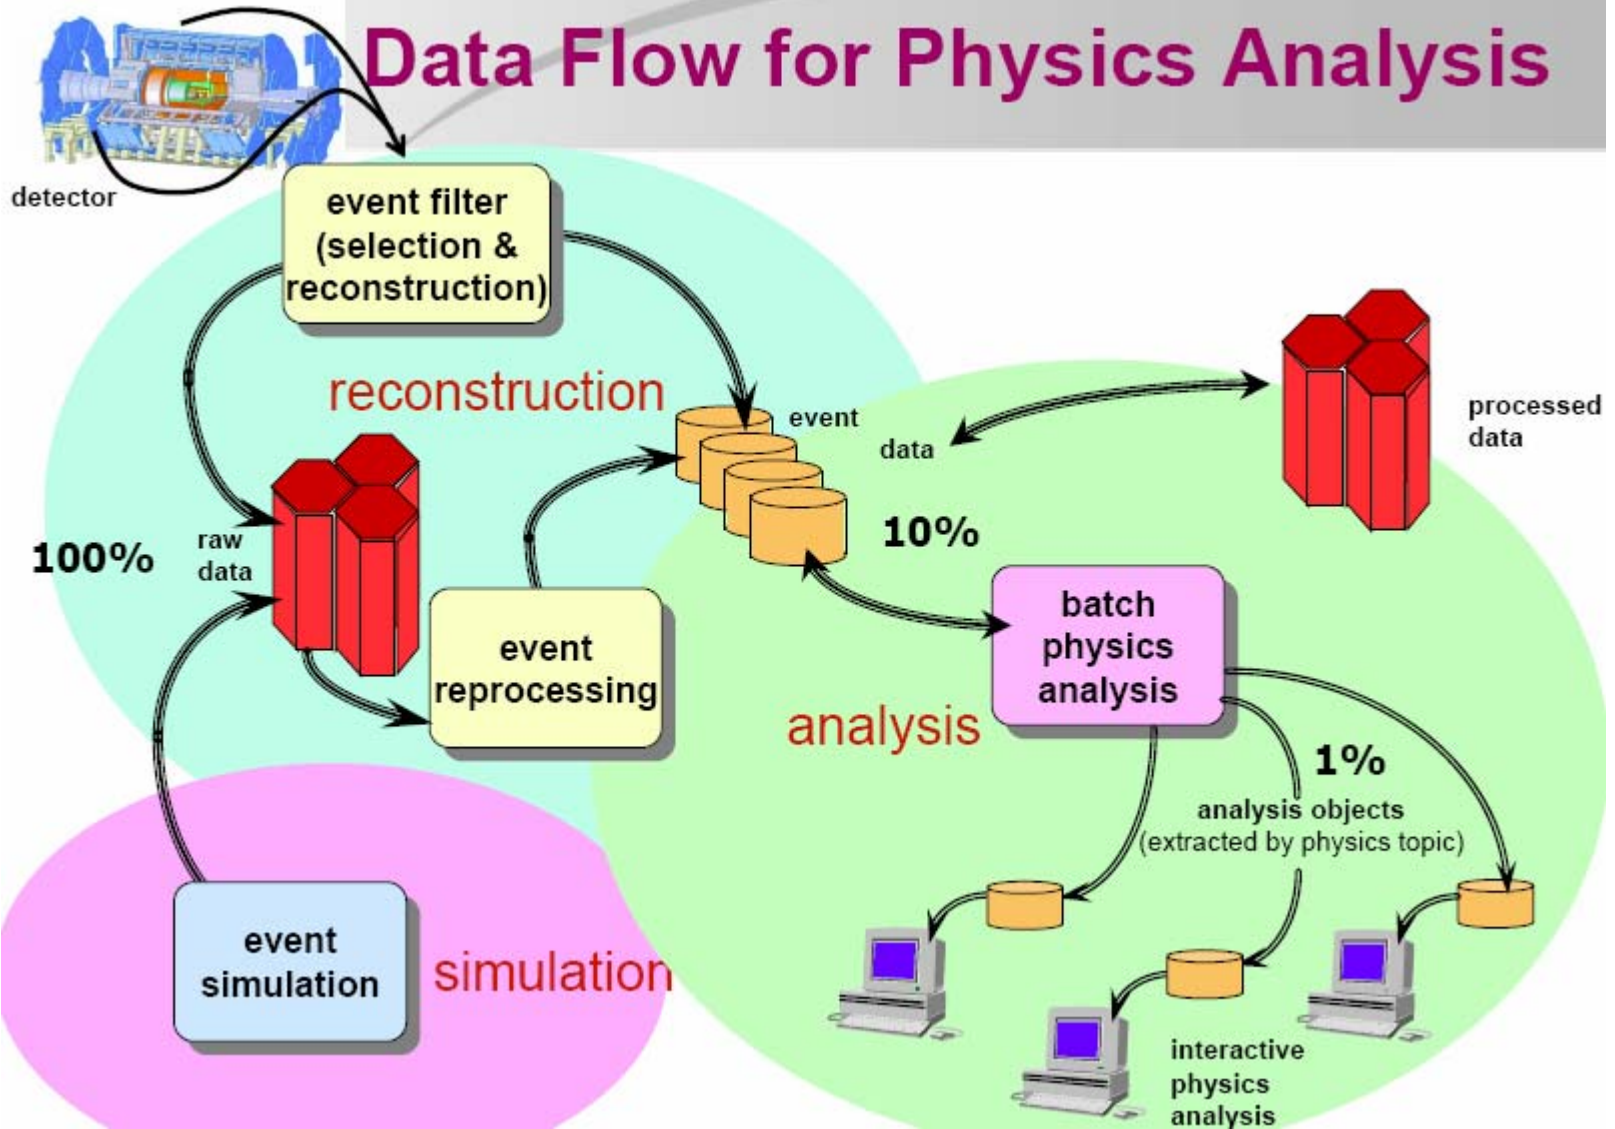 Data Flow for Physics Analysis
detector
event filter
(selection &
reconstruction)
reconstruction
event
data
processed
data
100%
raw
data
10%
event
reprocessing
batch
physics
analysis
analysis
1%
analysis objects
(extracted by physics topic)
event
simulation
simulation
interactive
physics
analysis